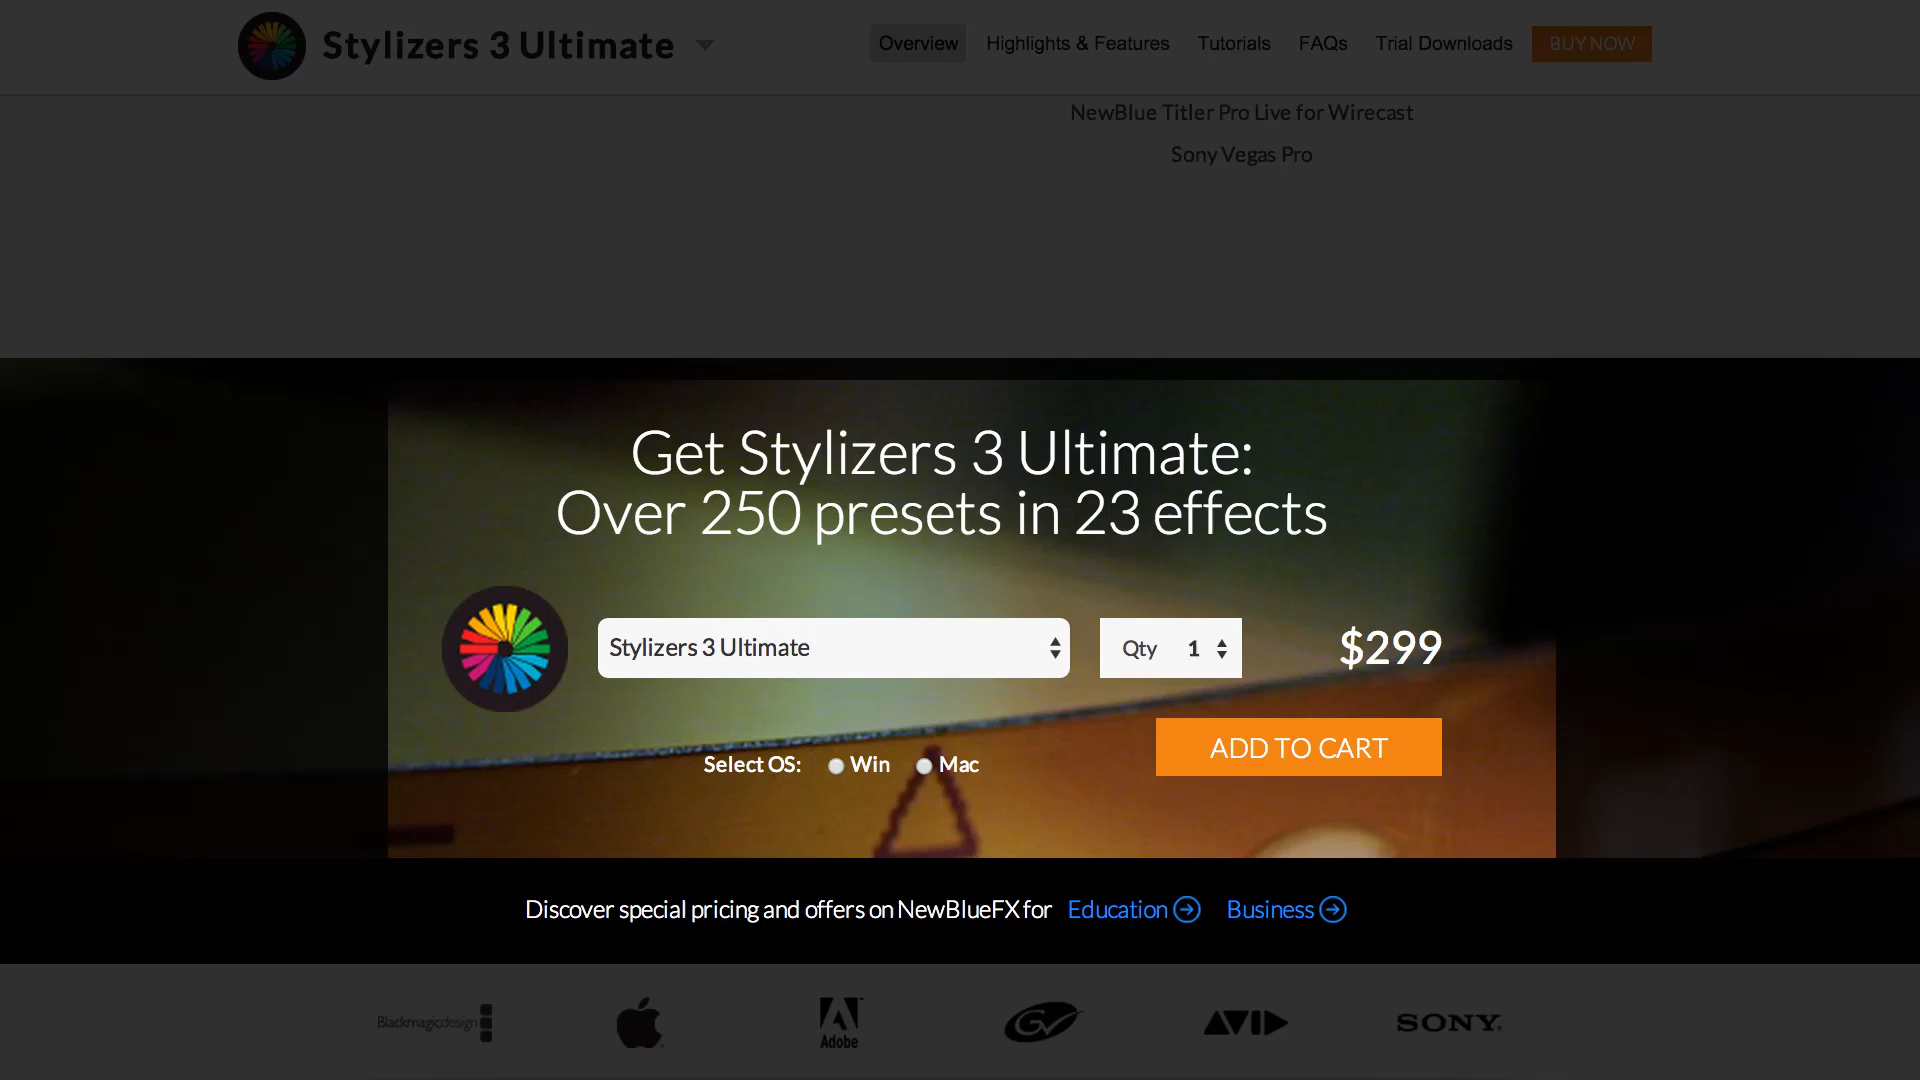 Stylizers 3 Ultimate
Overview
Highlights & Features
Tutorials
FAQs
Trial Downloads
BUY NOW
NewBlue Titler Pro Live for Wirecast
Sony Vegas Pro
Get Stylizers 3 Ultimate:
Over 250 presets in 23 effects
Stylizers 3 Ultimate
Qty 1
$299
Select OS: Win Mac
ADD TO CART
Discover special pricing and offers on NewBlueFX for Education Business
Blackmagicdesign
Adobe
GV
AVID
SONY